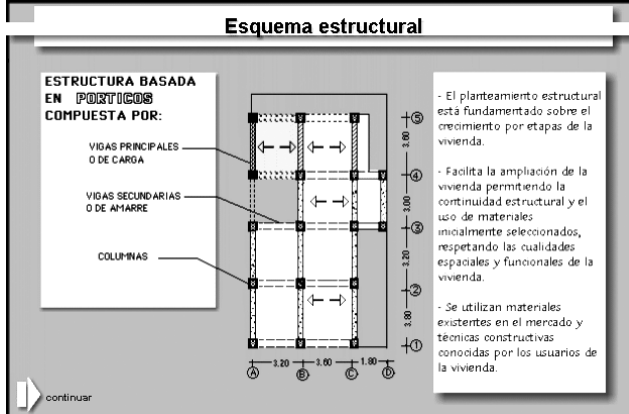 Esquema estructural
ESTRUCTURA BASADA
EN PORTICOS
COMPUESTA POR:
VIGAS PRINCIPALES
O DE CARGA
VIGAS SECUNDARIAS
O DE AMARRE
COLUMNAS
5
3.60
4
3.00
3
3.20
2
3.80
1
3.20 3.60 1.80
A B C D
- El planteamiento estructural
está fundamentado sobre el
crecimiento por etapas de la
vivienda.
- Facilita la ampliación de la
vivienda permitiendo la
continuidad estructural y el
uso de materiales
inicialmente seleccionados,
respetando las cualidades
espaciales y funcionales de la
vivienda.
- Se utilizan materiales
existentes en el mercado y
técnicas constructivas
conocidas por los usuarios de
la vivienda.
continuar